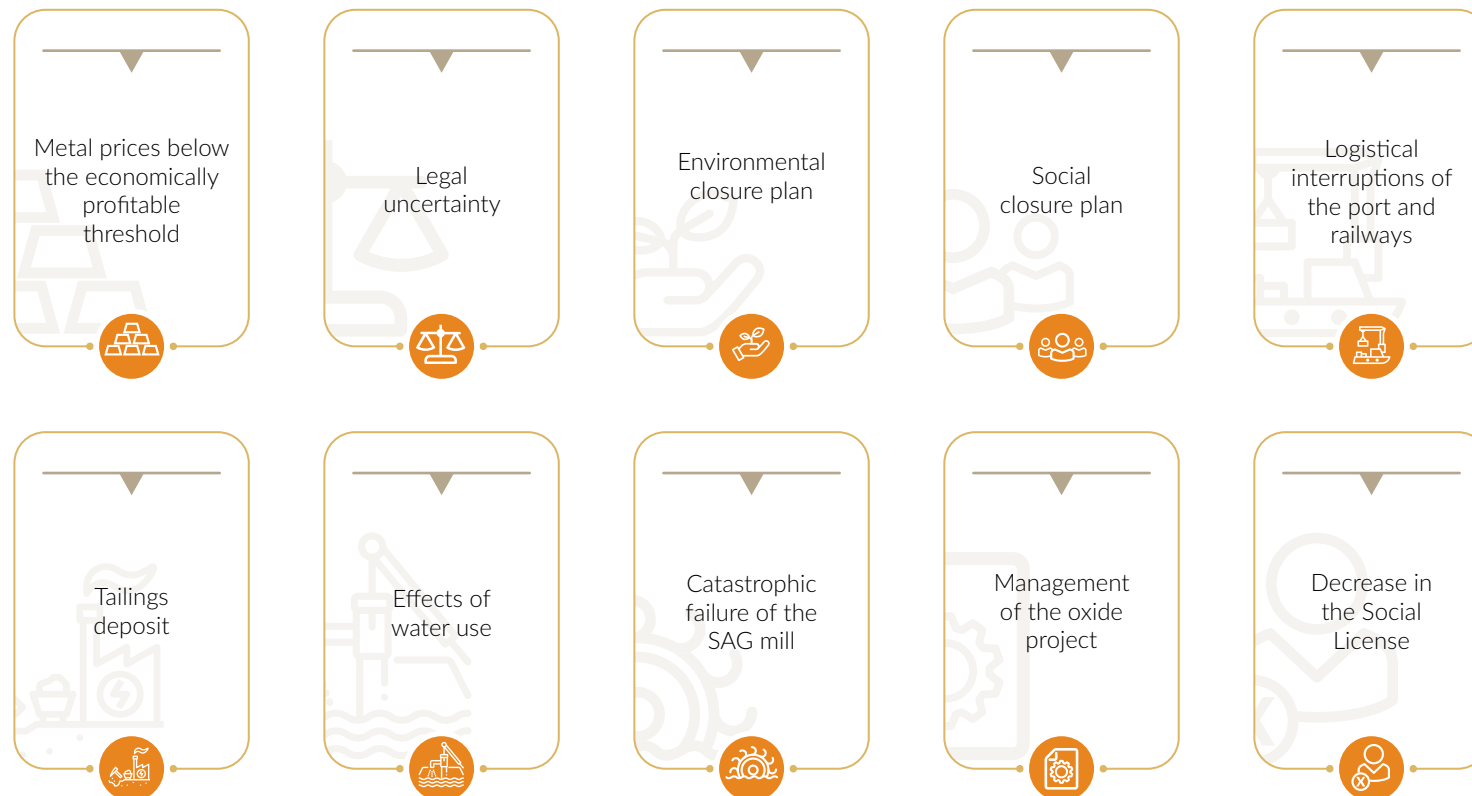 Metal prices below
the economically
profitable
threshold
Legal
uncertainty
Environmental
closure plan
Social
closure plan
Logistical
interruptions of
the port and
railways
Tailings
deposit
Effects of
water use
Catastrophic
failure of the
SAG mill
Management
of the oxide
project
Decrease in
the Social
License